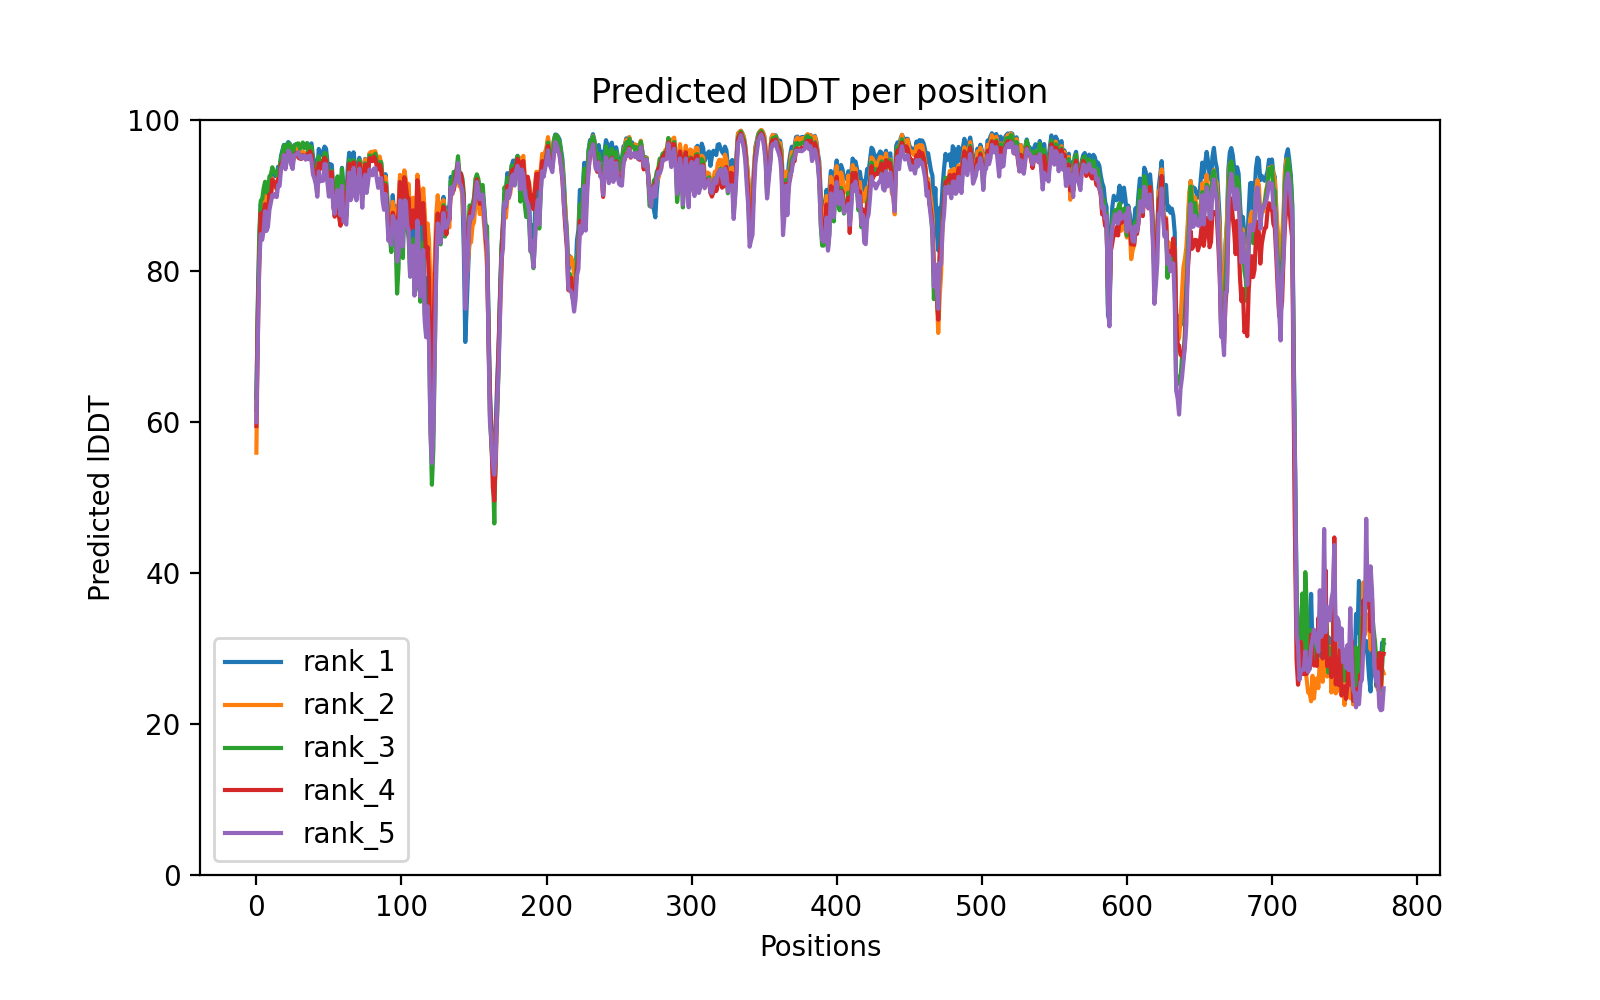 Predicted lDDT per position
100
80
60
40
20
0
Predicted lDDT
rank_1
rank_2
rank_3
rank_4
rank_5
0 100 200 300 400 500 600 700 800
Positions